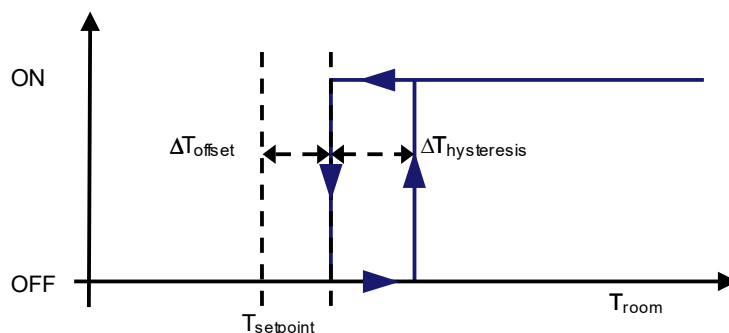 ON
ΔToffset
ΔThysteresis
OFF
Troom
Tsetpoint